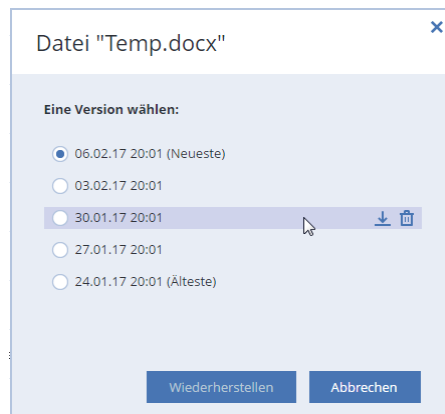 Datei "Temp.docx"
Eine Version wählen:
06.02.17 20:01 (Neueste)
03.02.17 20:01
30.01.17 20:01
27.01.17 20:01
24.01.17 20:01 (Älteste)
Wiederherstellen Abbrechen